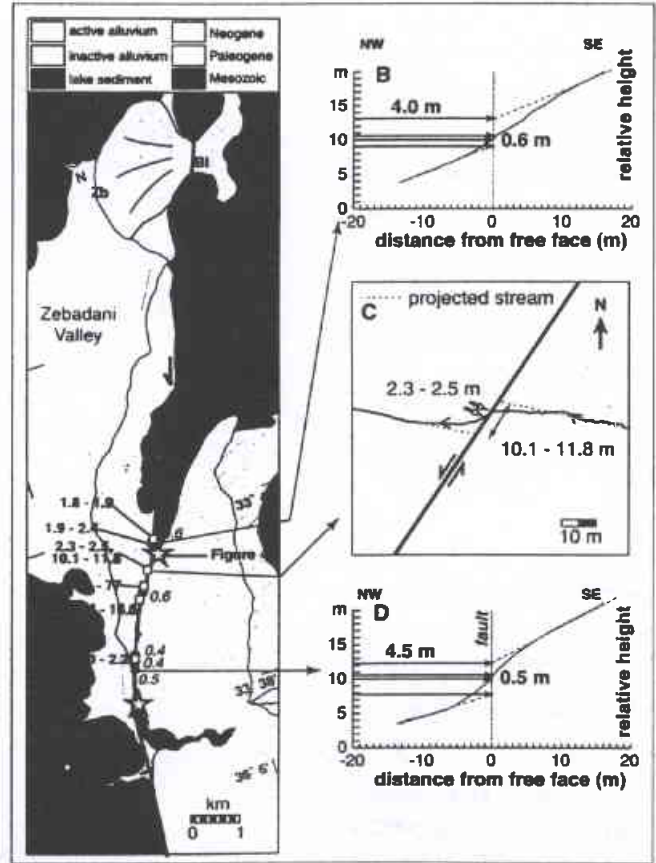 active alluvium
Neogene
inactive alluvium
Paleogene
lake sediment
Mesozoic
Bl
Zb
Zebadani
Valley
1.8 - 1.9
1.9 - 2.4
10.1 - 11.8
Figure
0.6
0.4
0.4
0.5
33°
36°
km
0 1
NW
SE
m
B
15
10
5
0
4.0 m
0.6 m
relative height
-20 -10 0 10 20
distance from free face (m)
C
projected stream
N
2.3 - 2.5 m
10.1 - 11.8 m
10 m
NW
SE
m
D
fault
15
10
5
0
4.5 m
0.5 m
relative height
-20 -10 0 10 20
distance from free face (m)